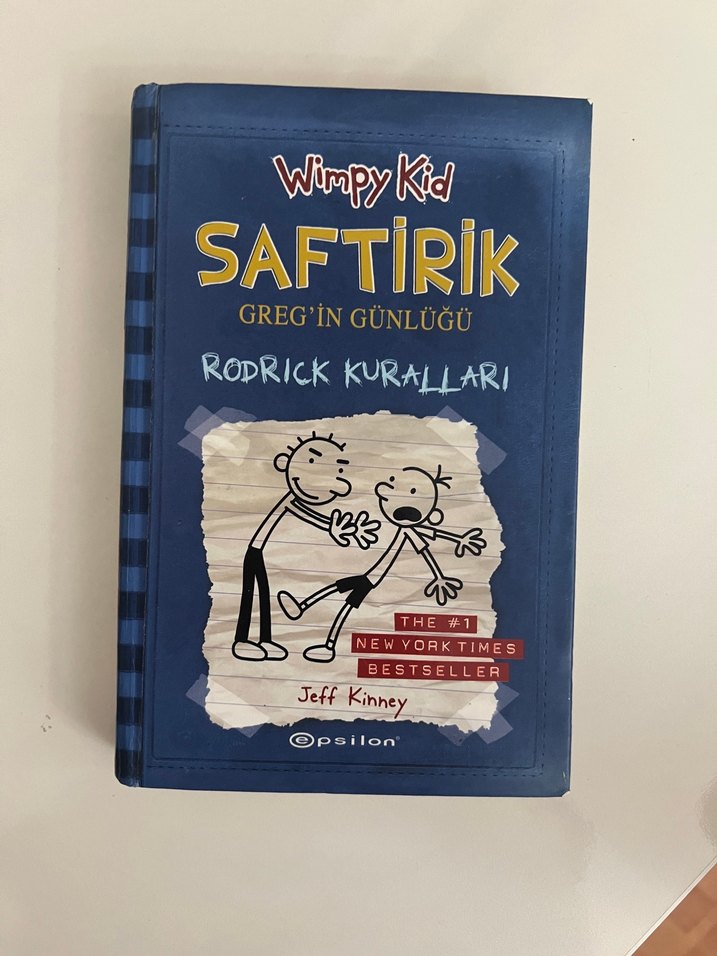 Wimpy Kid
SAFTİRİK
GREG'İN GÜNLÜĞÜ
RODRICK KURALLARI
THE #1
NEW YORK TIMES
BESTSELLER
Jeff Kinney
epsilon®